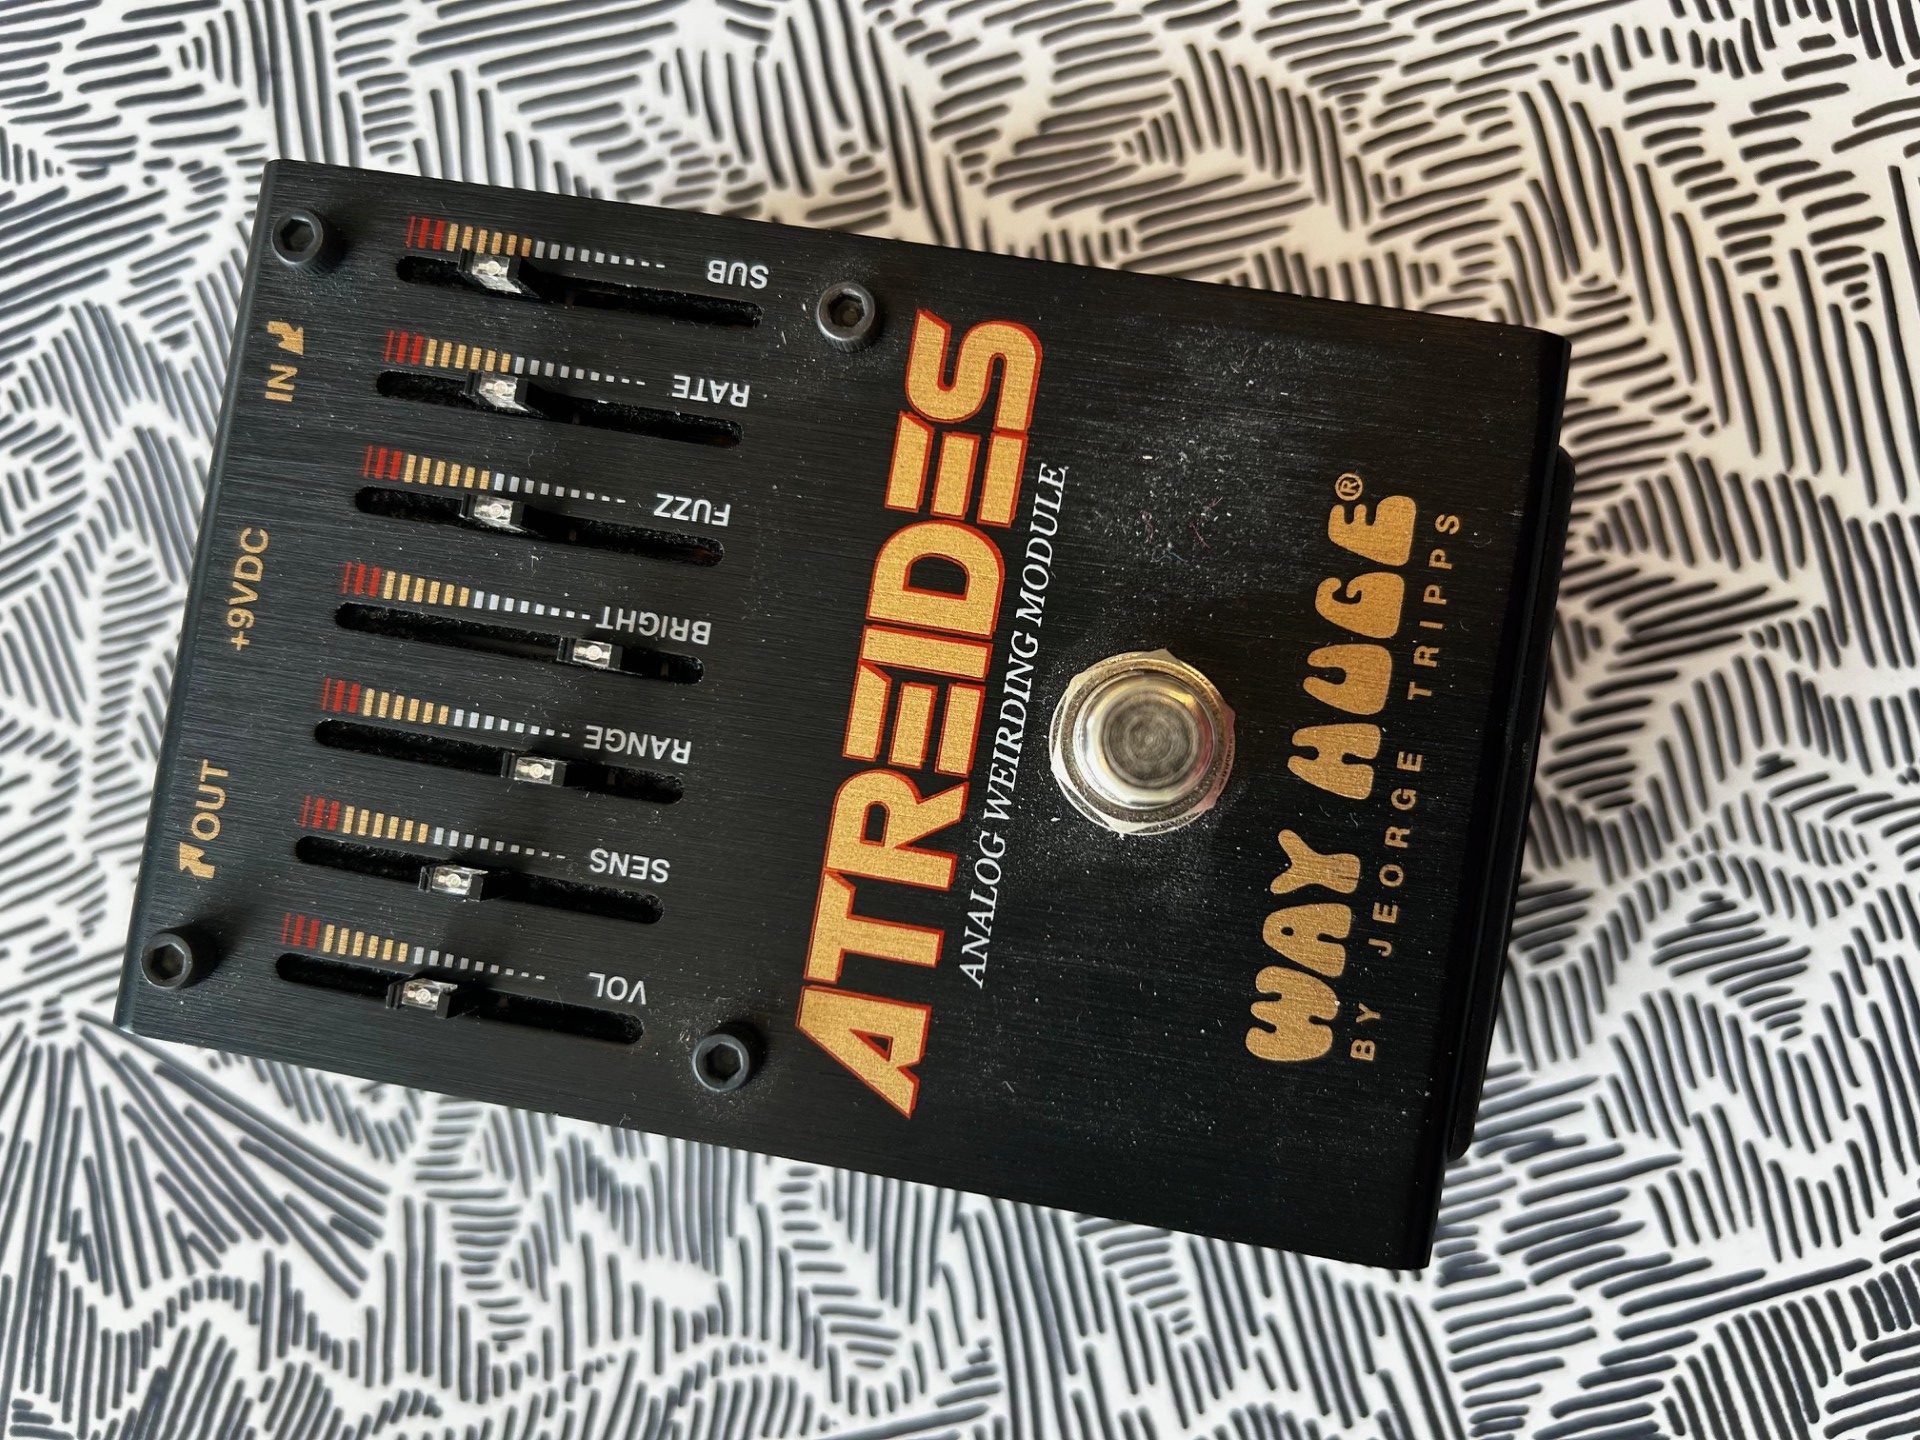 OUT
+9VDC
IN
VOL
SENS
RANGE
BRIGHT
FUZZ
RATE
SUB
ATREIDES
ANALOG WEIRDING MODULE
WAY HUGE®
BY JEORGE TRIPPS